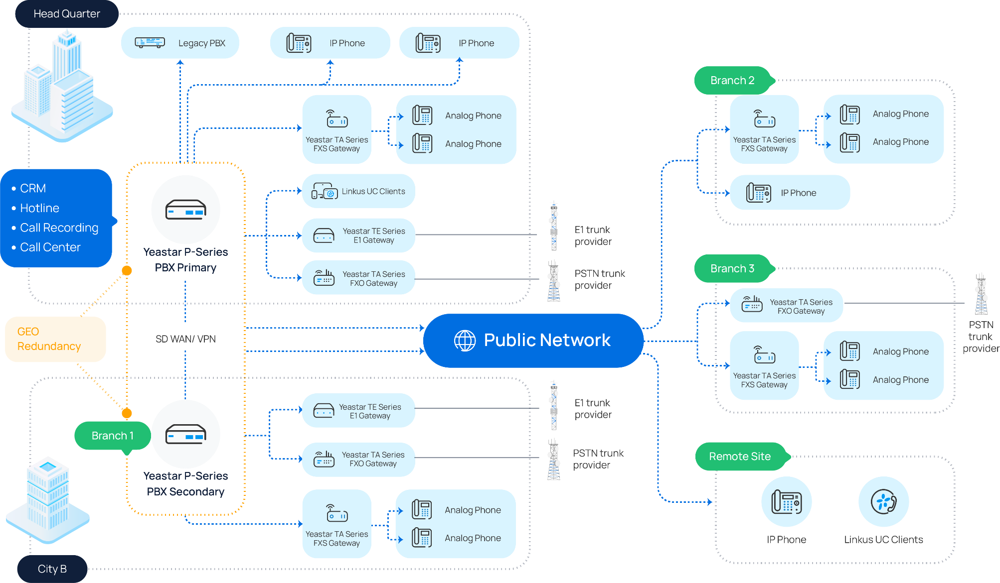 Head Quarter
Legacy PBX
IP Phone
IP Phone
Yeastar TA Series
FXS Gateway
Analog Phone
Analog Phone
• CRM
• Hotline
• Call Recording
• Call Center
Yeastar P-Series
PBX Primary
Linkus UC Clients
Yeastar TE Series
E1 Gateway
Yeastar TA Series
FXO Gateway
E1 trunk
provider
PSTN trunk
provider
GEO
Redundancy
SD WAN/ VPN
Public Network
Branch 1
Yeastar P-Series
PBX Secondary
Yeastar TE Series
E1 Gateway
Yeastar TA Series
FXO Gateway
E1 trunk
provider
PSTN trunk
provider
Yeastar TA Series
FXS Gateway
Analog Phone
Analog Phone
City B
Branch 2
Yeastar TA Series
FXS Gateway
Analog Phone
Analog Phone
IP Phone
Branch 3
Yeastar TA Series
FXO Gateway
PSTN
trunk
provider
Yeastar TA Series
FXS Gateway
Analog Phone
Analog Phone
Remote Site
IP Phone
Linkus UC Clients